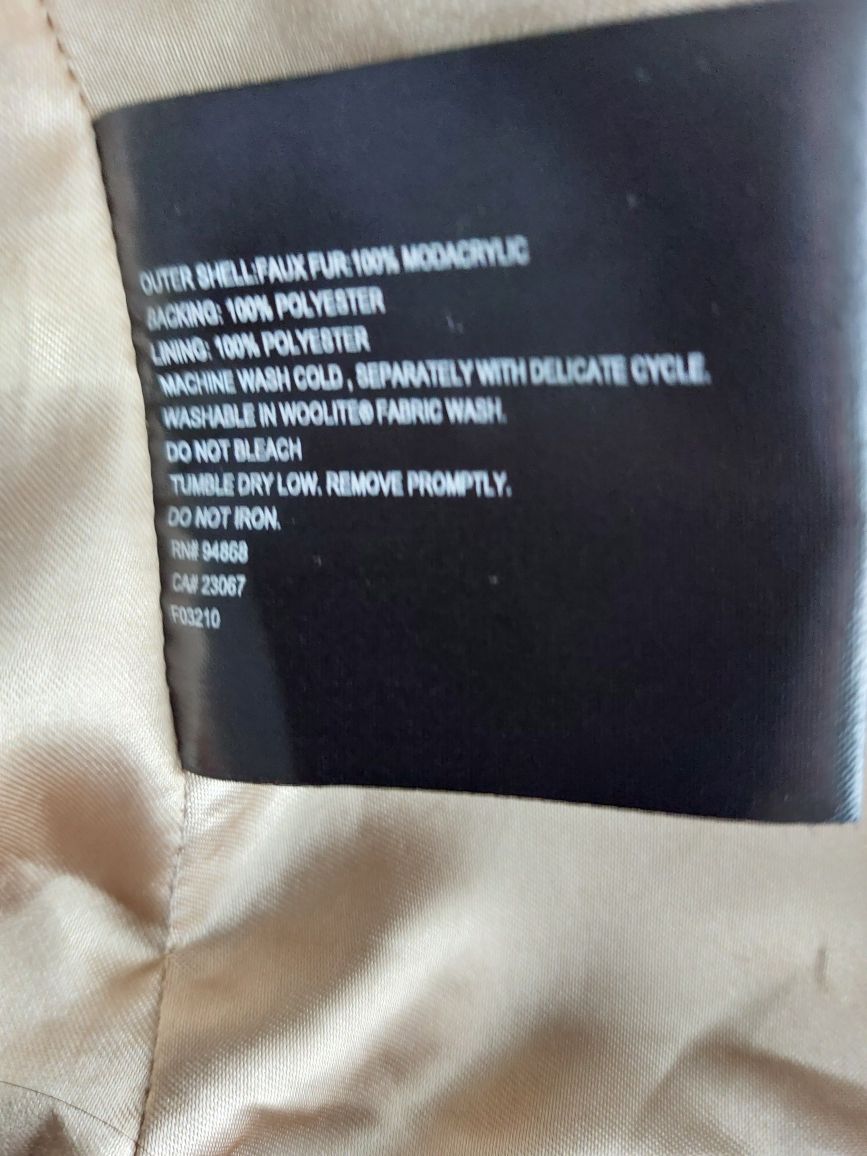 OUTER SHELL:FAUX FUR:100% MODACRYLIC
BACKING: 100% POLYESTER
LINING: 100% POLYESTER
MACHINE WASH COLD , SEPARATELY WITH DELICATE CYCLE.
WASHABLE IN WOOLITE® FABRIC WASH.
DO NOT BLEACH
TUMBLE DRY LOW. REMOVE PROMPTLY.
DO NOT IRON.
RN# 94868
CA# 23067
F03210